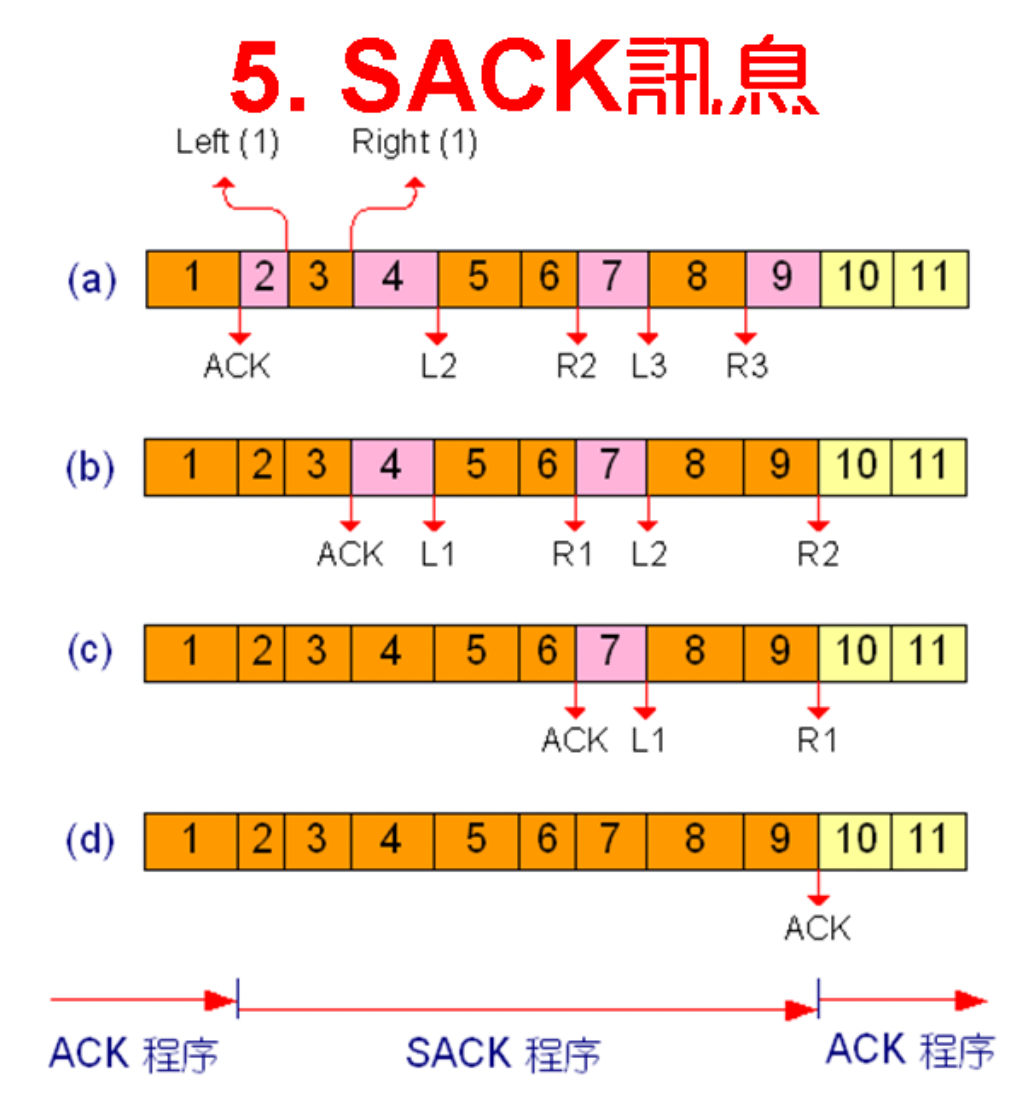 5. SACK訊息
Left (1) Right (1)
(a) 1 2 3 4 5 6 7 8 9 10 11
ACK L2 R2 L3 R3
(b) 1 2 3 4 5 6 7 8 9 10 11
ACK L1 R1 L2 R2
(c) 1 2 3 4 5 6 7 8 9 10 11
ACK L1 R1
(d) 1 2 3 4 5 6 7 8 9 10 11
ACK
ACK 程序 SACK 程序 ACK 程序